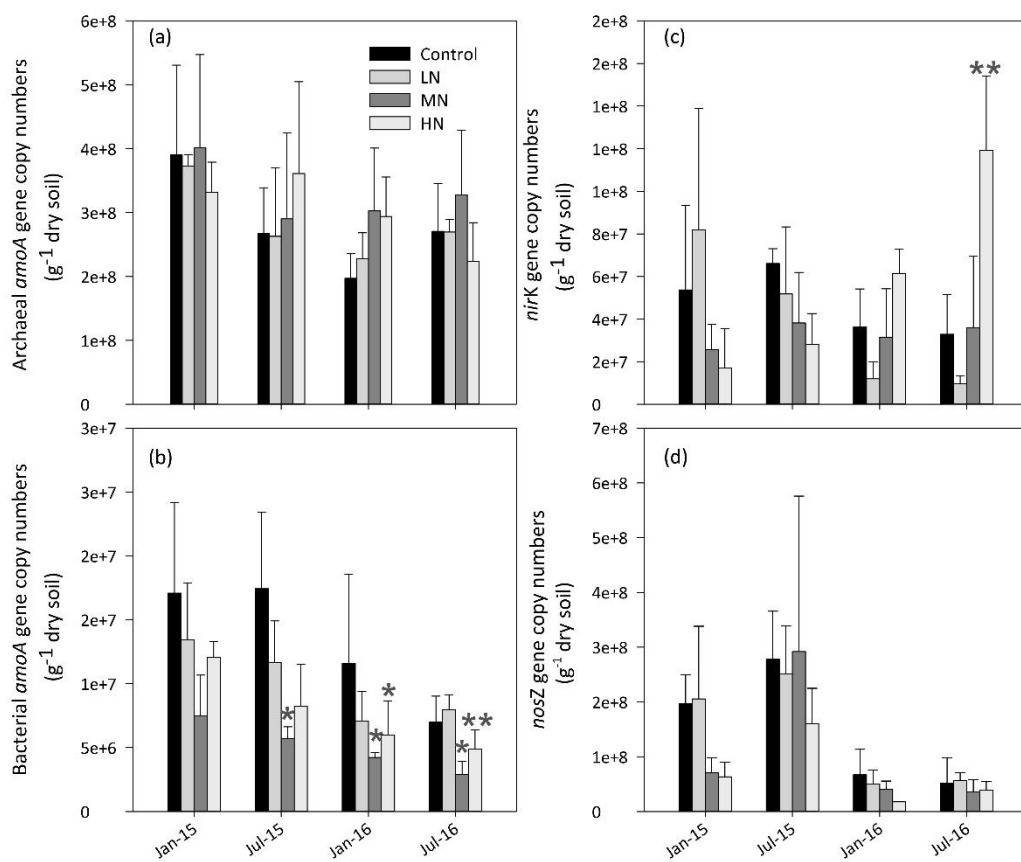 (a)
Control
LN
MN
HN
6e+8
5e+8
4e+8
3e+8
2e+8
1e+8
0
Archaeal amoA gene copy numbers
(g-1 dry soil)
(c)
**
2e+8
2e+8
1e+8
1e+8
1e+8
8e+7
6e+7
4e+7
2e+7
0
nirK gene copy numbers
(g-1 dry soil)
(b)
*
*
*
*
**
3e+7
3e+7
2e+7
2e+7
1e+7
5e+6
0
Bacterial amoA gene copy numbers
(g-1 dry soil)
Jan-15
Jul-15
Jan-16
Jul-16
(d)
7e+8
6e+8
5e+8
4e+8
3e+8
2e+8
1e+8
0
nosZ gene copy numbers
(g-1 dry soil)
Jan-15
Jul-15
Jan-16
Jul-16